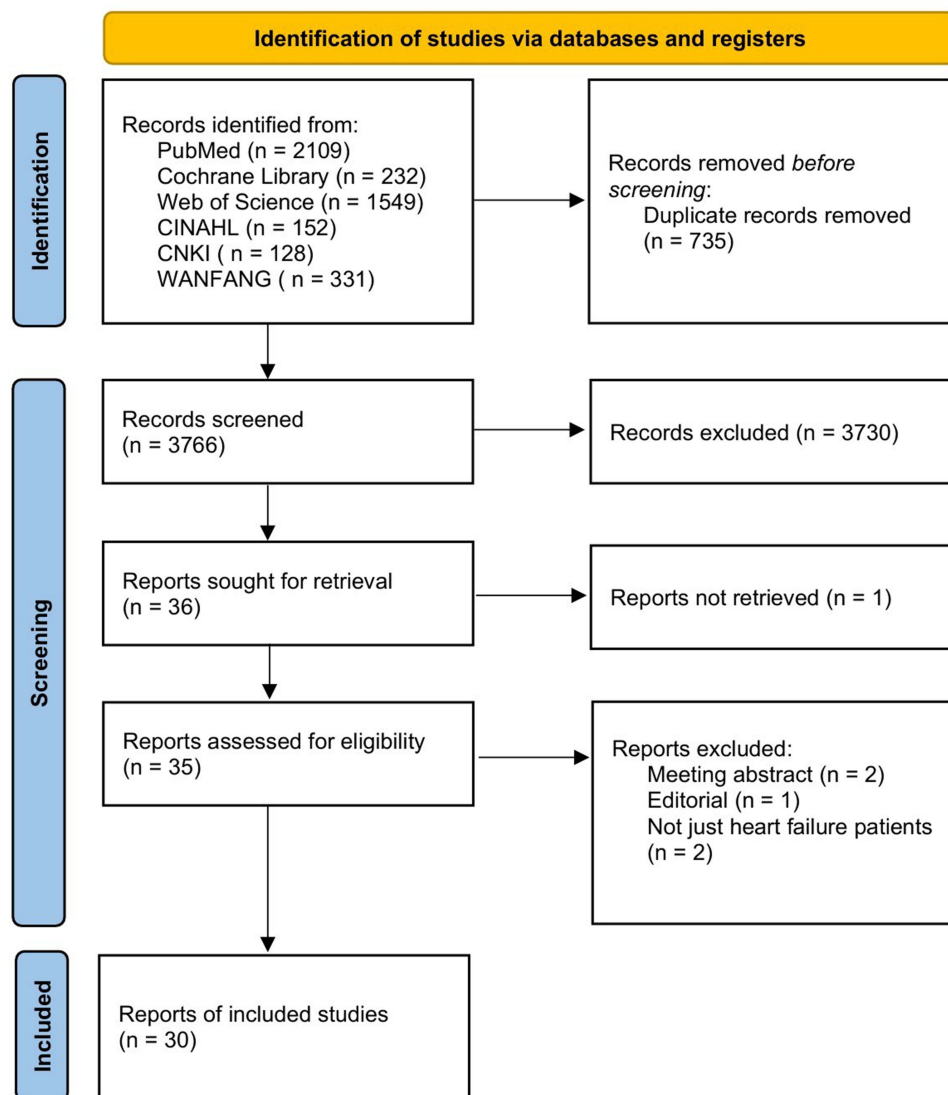 Identification of studies via databases and registers
Identification
Records identified from:
PubMed (n = 2109)
Cochrane Library (n = 232)
Web of Science (n = 1549)
CINAHL (n = 152)
CNKI ( n = 128)
WANFANG ( n = 331)
Records removed before
screening:
Duplicate records removed
(n = 735)
Screening
Records screened
(n = 3766)
Records excluded (n = 3730)
Reports sought for retrieval
(n = 36)
Reports not retrieved (n = 1)
Reports assessed for eligibility
(n = 35)
Reports excluded:
Meeting abstract (n = 2)
Editorial (n = 1)
Not just heart failure patients
(n = 2)
Included
Reports of included studies
(n = 30)